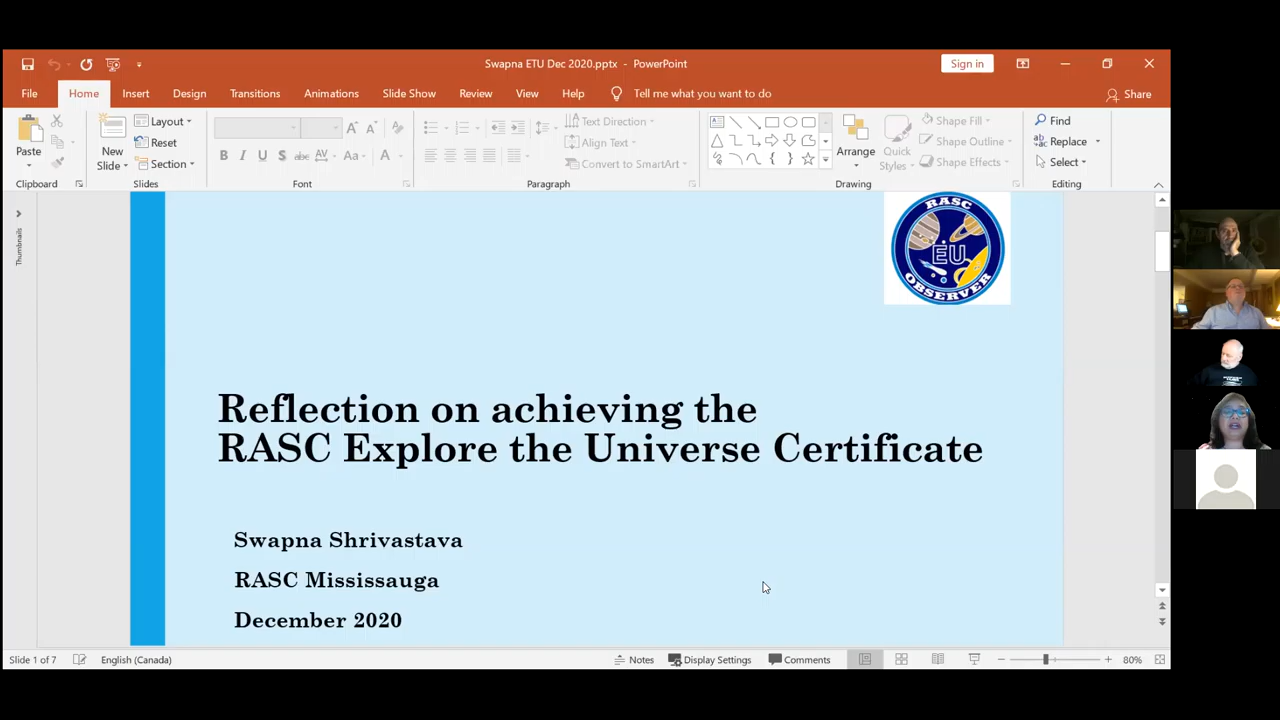 Swapna ETU Dec 2020.pptx - PowerPoint
Sign in
File
Home
Insert
Design
Transitions
Animations
Slide Show
Review
View
Help
Tell me what you want to do
Share
Paste
New
Slide
Layout
Reset
Section
B I U S abc AV Aa A
Text Direction
Align Text
Convert to SmartArt
Arrange
Quick
Styles
Shape Fill
Shape Outline
Shape Effects
Find
Replace
Select
Clipboard
Slides
Font
Paragraph
Drawing
Editing
Thumbnails
RASC
EU
OBSERVER
Reflection on achieving the
RASC Explore the Universe Certificate
Swapna Shrivastava
RASC Mississauga
December 2020
Slide 1 of 7
English (Canada)
Notes
Display Settings
Comments
80%